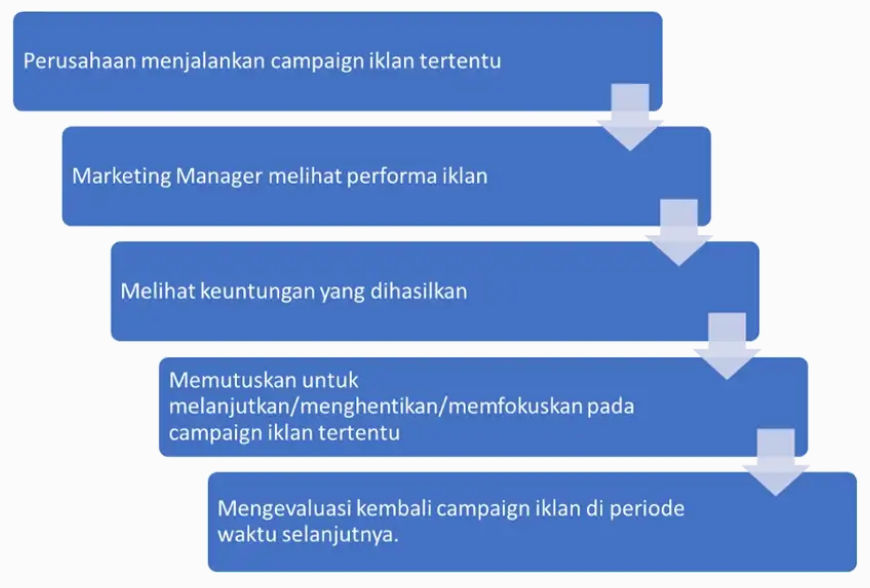 Perusahaan menjalankan campaign iklan tertentu
Marketing Manager melihat performa iklan
Melihat keuntungan yang dihasilkan
Memutuskan untuk
melanjutkan/menghentikan/memfokuskan pada
campaign iklan tertentu
Mengevaluasi kembali campaign iklan di periode
waktu selanjutnya.